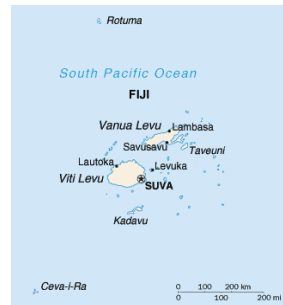 Rotuma
South Pacific Ocean
FIJI
Vanua Levu
Lambasa
Savusavu
Taveuni
Lautoka
Levuka
Viti Levu
SUVA
Kadavu
Ceva-i-Ra
0 100 200 km
0 100 200 mi